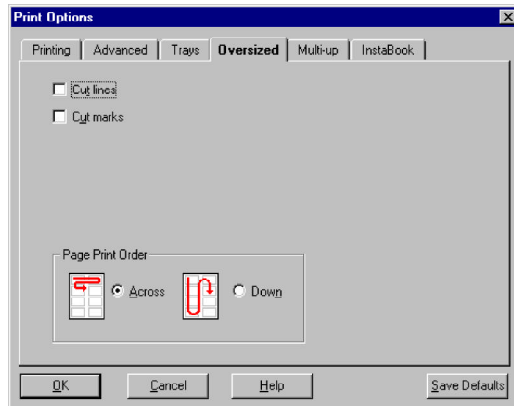 Print Options
Printing Advanced Trays Oversized Multi-up InstaBook
Cut lines
Cut marks
Page Print Order
Across Down
OK Cancel Help Save Defaults